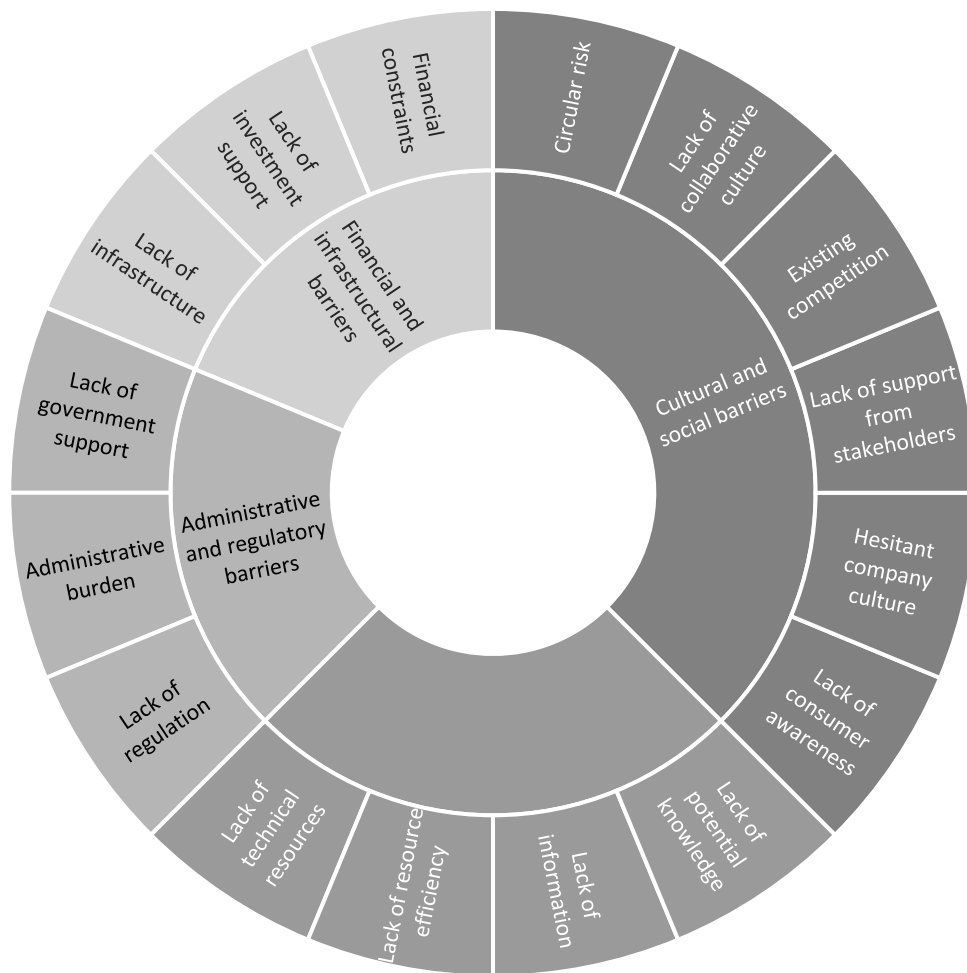 Circular risk
Lack of
collaborative
culture
Existing
competition
Lack of support
from
stakeholders
Hesitant
company
culture
Lack of
consumer
awareness
Lack of
potential
knowledge
Lack of
information
Lack of resource
efficiency
Lack of
technical
resources
Lack of
regulation
Administrative
burden
Lack of
government
support
Lack of
infrastructure
Lack of
investment
support
Financial
constraints
Cultural and
social barriers
Administrative
and regulatory
barriers
Financial and
infrastructural
barriers